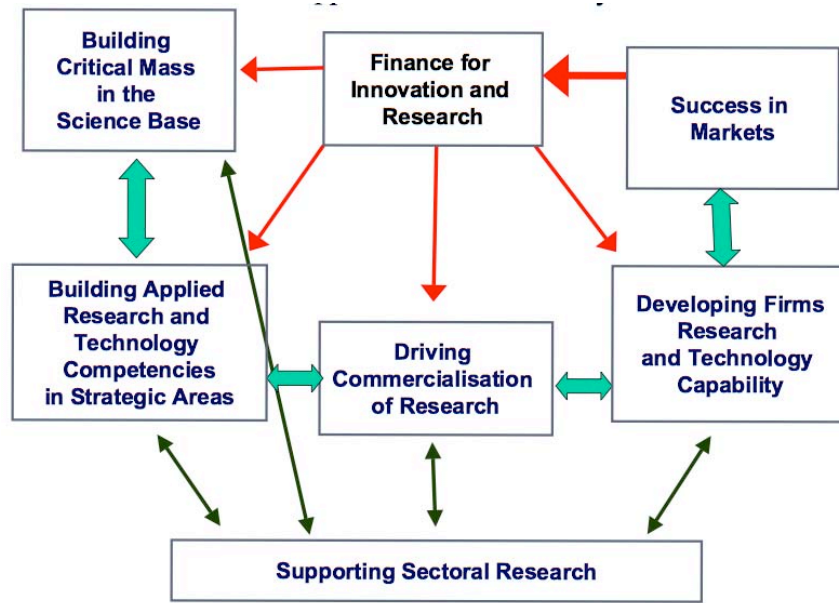 Building
Critical Mass
in the
Science Base
Finance for
Innovation and
Research
Success in
Markets
Building Applied
Research and
Technology
Competencies
in Strategic Areas
Driving
Commercialisation
of Research
Developing Firms
Research
and Technology
Capability
Supporting Sectoral Research